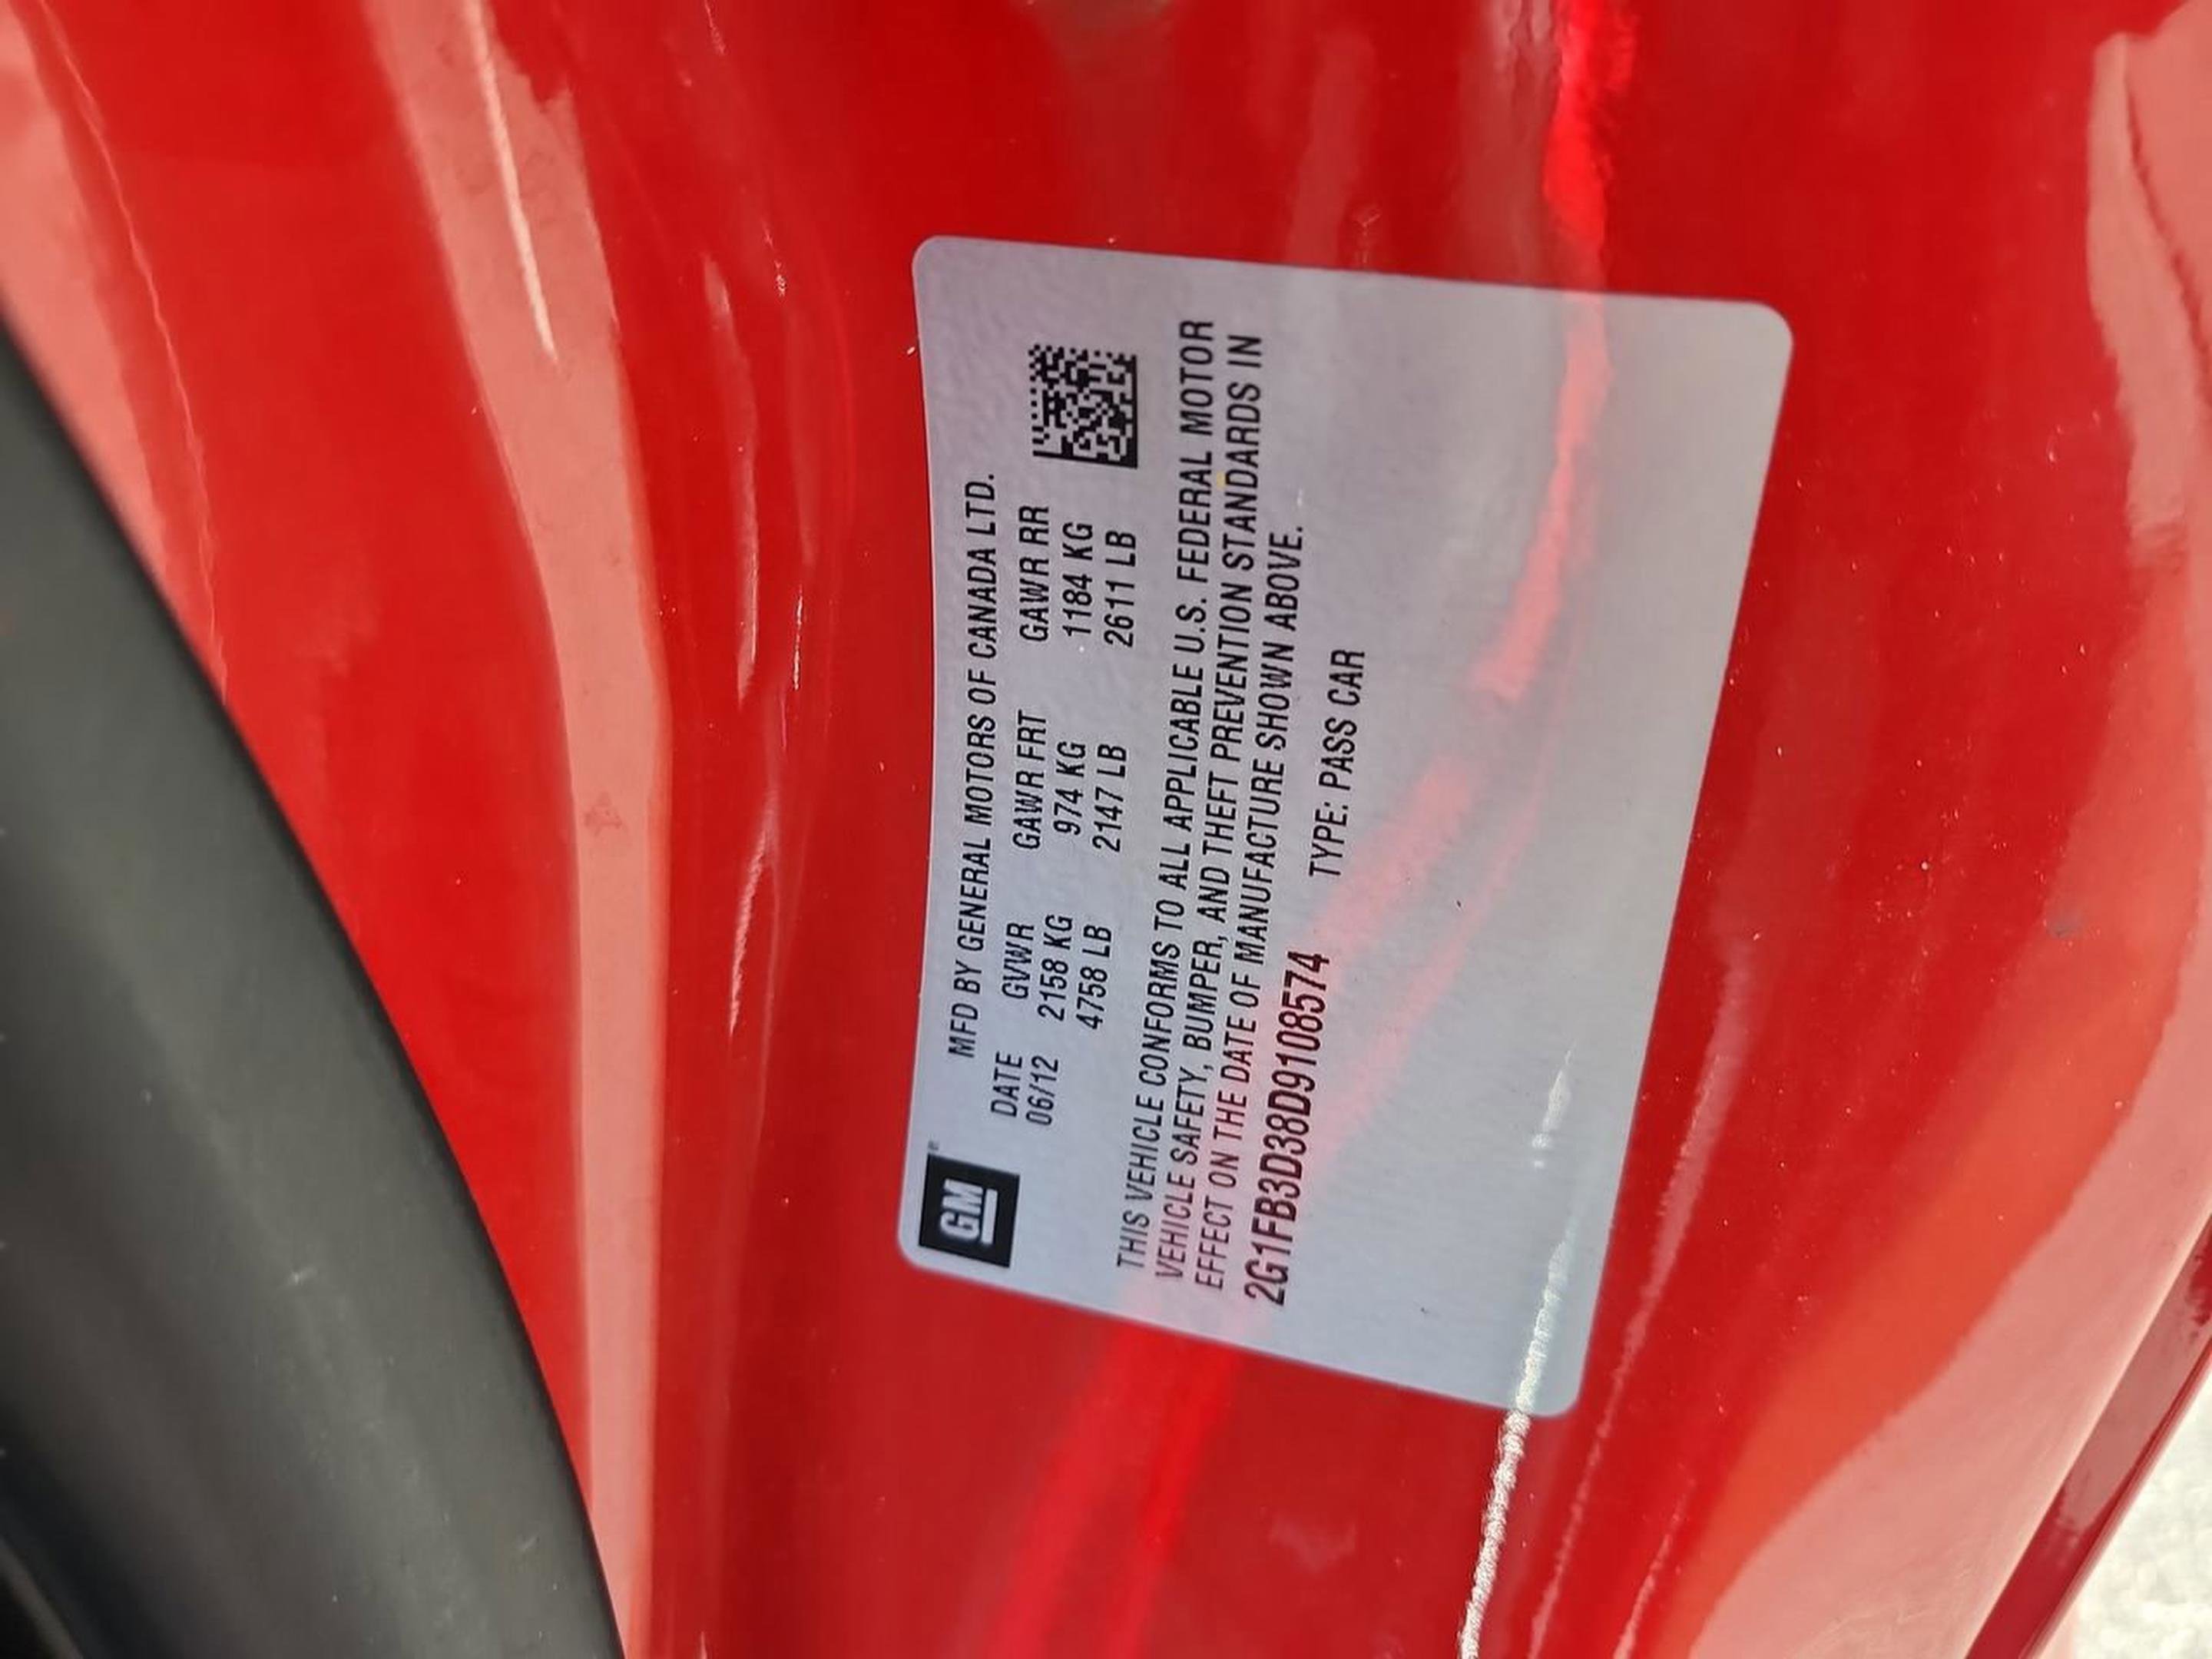 GM
MFD BY GENERAL MOTORS OF CANADA LTD.
DATE GVWR GAWR FRT GAWR RR
06/12 2158 KG 974 KG 1184 KG
4758 LB 2147 LB 2611 LB
THIS VEHICLE CONFORMS TO ALL APPLICABLE U.S. FEDERAL MOTOR
VEHICLE SAFETY, BUMPER, AND THEFT PREVENTION STANDARDS IN
EFFECT ON THE DATE OF MANUFACTURE SHOWN ABOVE.
2G1FB3D38D9108574 TYPE: PASS CAR